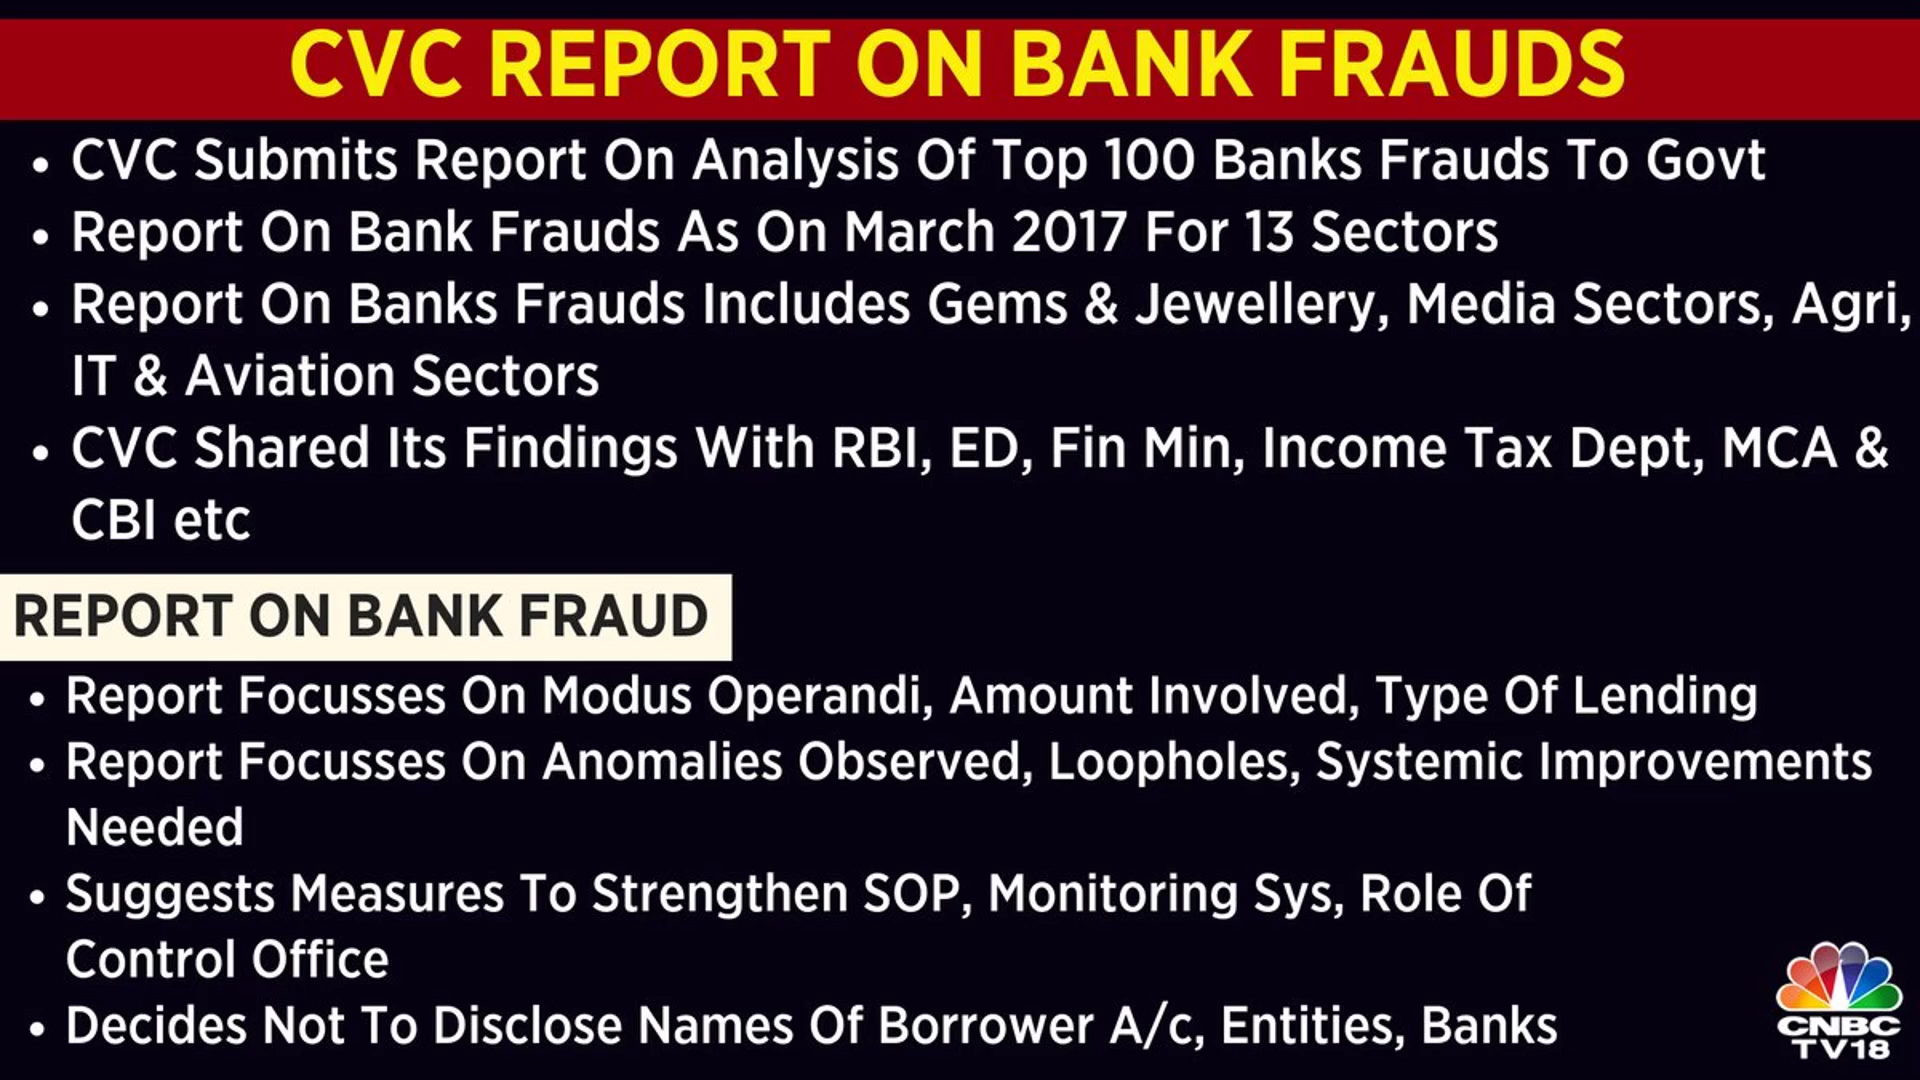 CVC REPORT ON BANK FRAUDS
• CVC Submits Report On Analysis Of Top 100 Banks Frauds To Govt
• Report On Bank Frauds As On March 2017 For 13 Sectors
• Report On Banks Frauds Includes Gems & Jewellery, Media Sectors, Agri,
IT & Aviation Sectors
• CVC Shared Its Findings With RBI, ED, Fin Min, Income Tax Dept, MCA &
CBI etc
REPORT ON BANK FRAUD
• Report Focusses On Modus Operandi, Amount Involved, Type Of Lending
• Report Focusses On Anomalies Observed, Loopholes, Systemic Improvements
Needed
• Suggests Measures To Strengthen SOP, Monitoring Sys, Role Of
Control Office
• Decides Not To Disclose Names Of Borrower A/c, Entities, Banks
CNBC
TV18